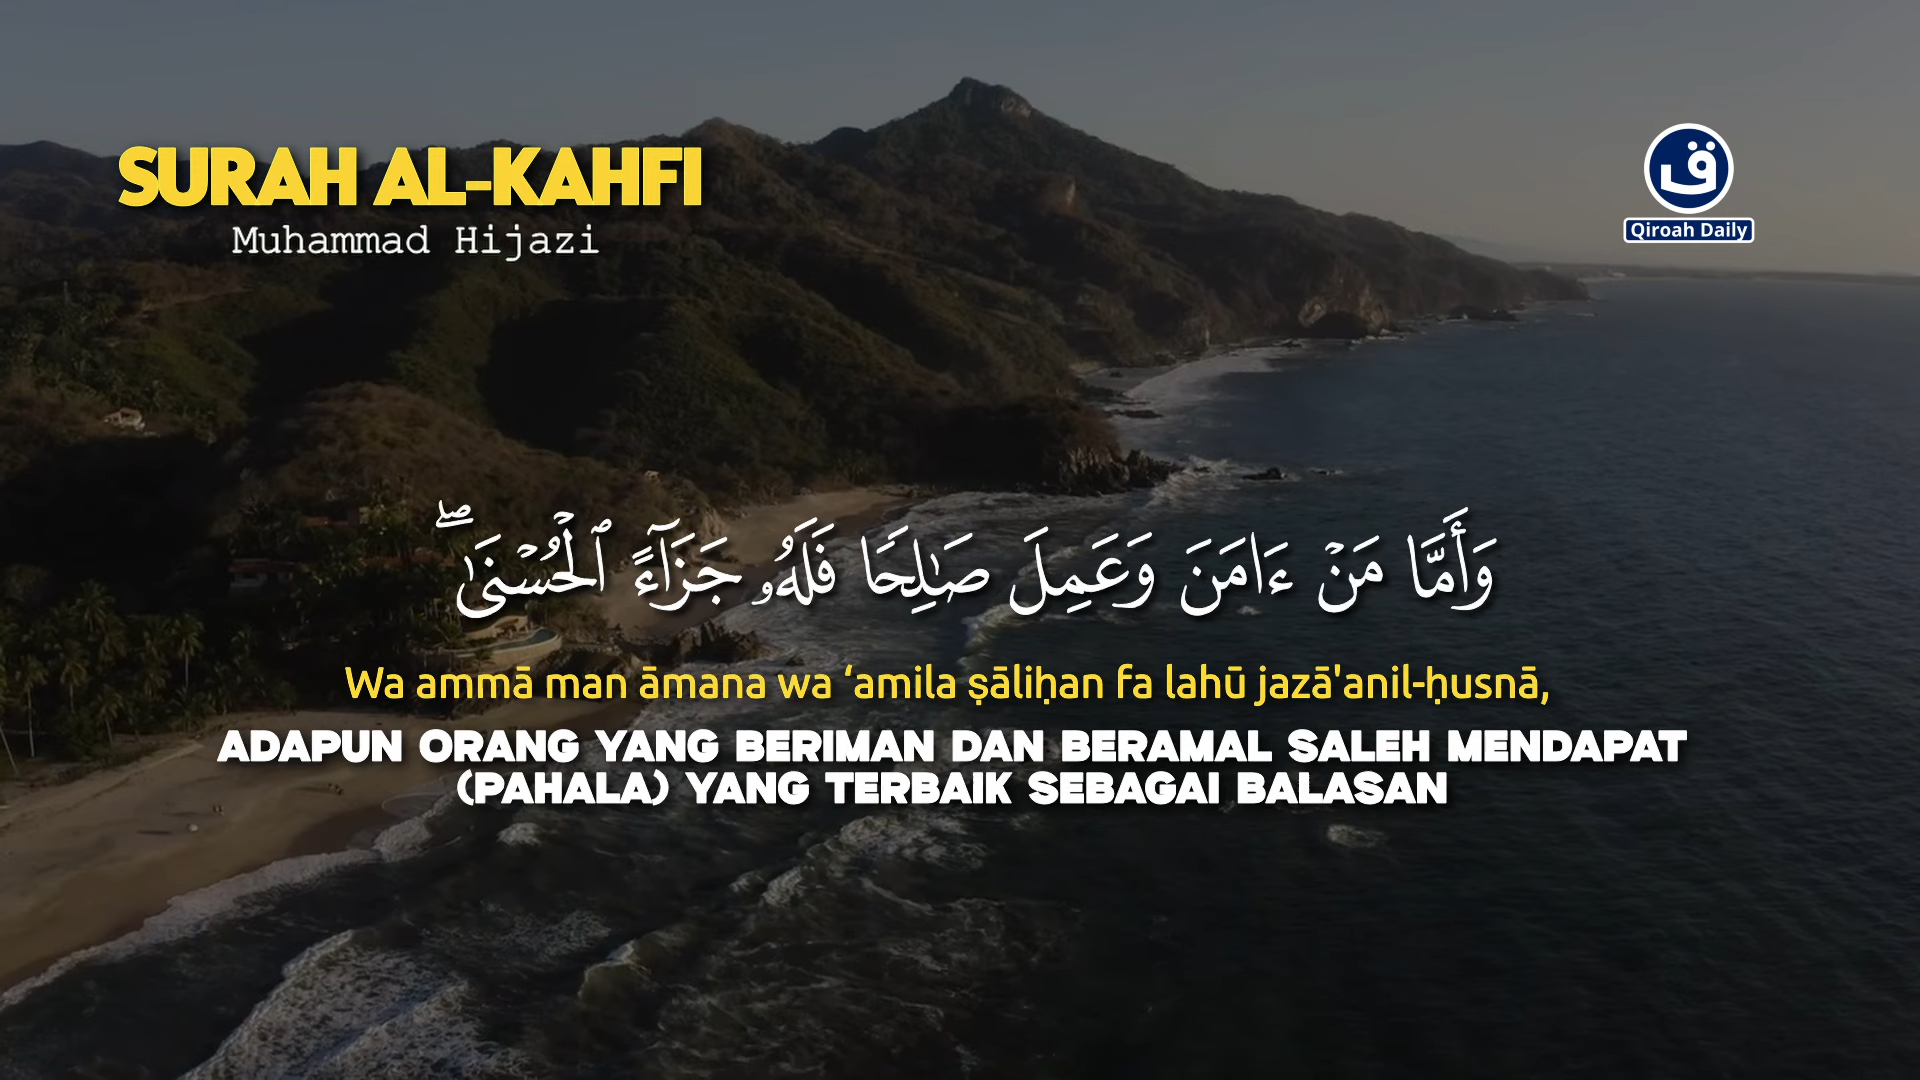 SURAH AL-KAHFI
Muhammad Hijazi
ق
Qiroah Daily
وَأَمَّا مَنْ ءَامَنَ وَعَمِلَ صَـٰلِحًا فَلَهُۥ جَزَآءً ٱلْحُسْنَىٰ ۖ
Wa ammā man āmana wa ‘amila ṣāliḥan fa lahū jazā'anil-ḥusnā,
ADAPUN ORANG YANG BERIMAN DAN BERAMAL SALEH MENDAPAT
(PAHALA) YANG TERBAIK SEBAGAI BALASAN